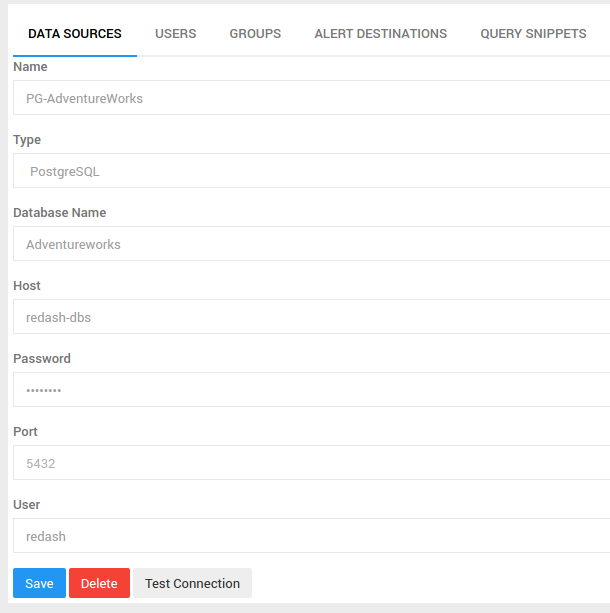 DATA SOURCES USERS GROUPS ALERT DESTINATIONS QUERY SNIPPETS
Name
PG-AdventureWorks
Type
PostgreSQL
Database Name
Adventureworks
Host
redash-dbs
Password
••••••••
Port
5432
User
redash
Save Delete Test Connection